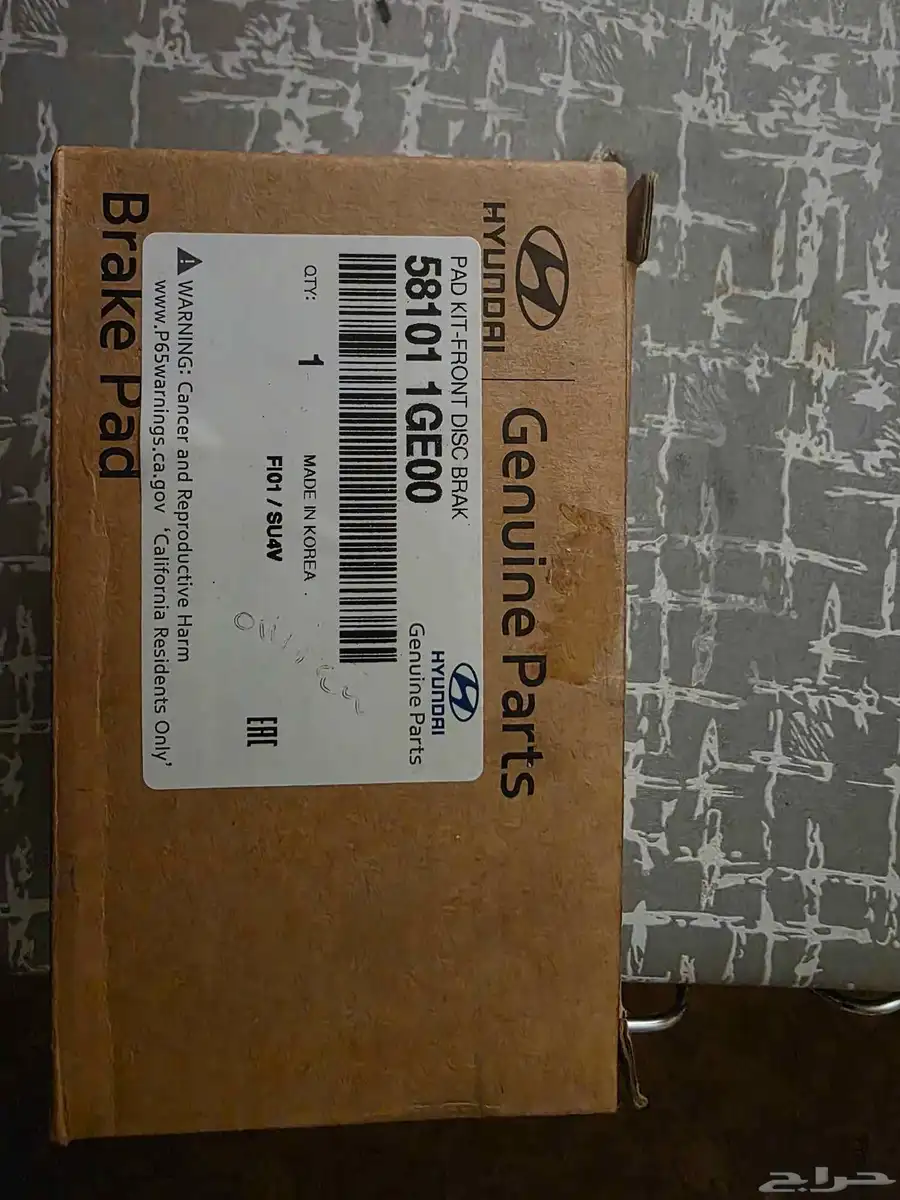 HYUNDAI
Genuine Parts
PAD KIT-FRONT DISC BRAK
58101 1GE00
HYUNDAI
Genuine Parts
QTY:
1
MADE IN KOREA
FI01 / SU4V
EAC
WARNING: Cancer and Reproductive Harm
www.P65warnings.ca.gov 'California Residents Only'
Brake Pad
حراج